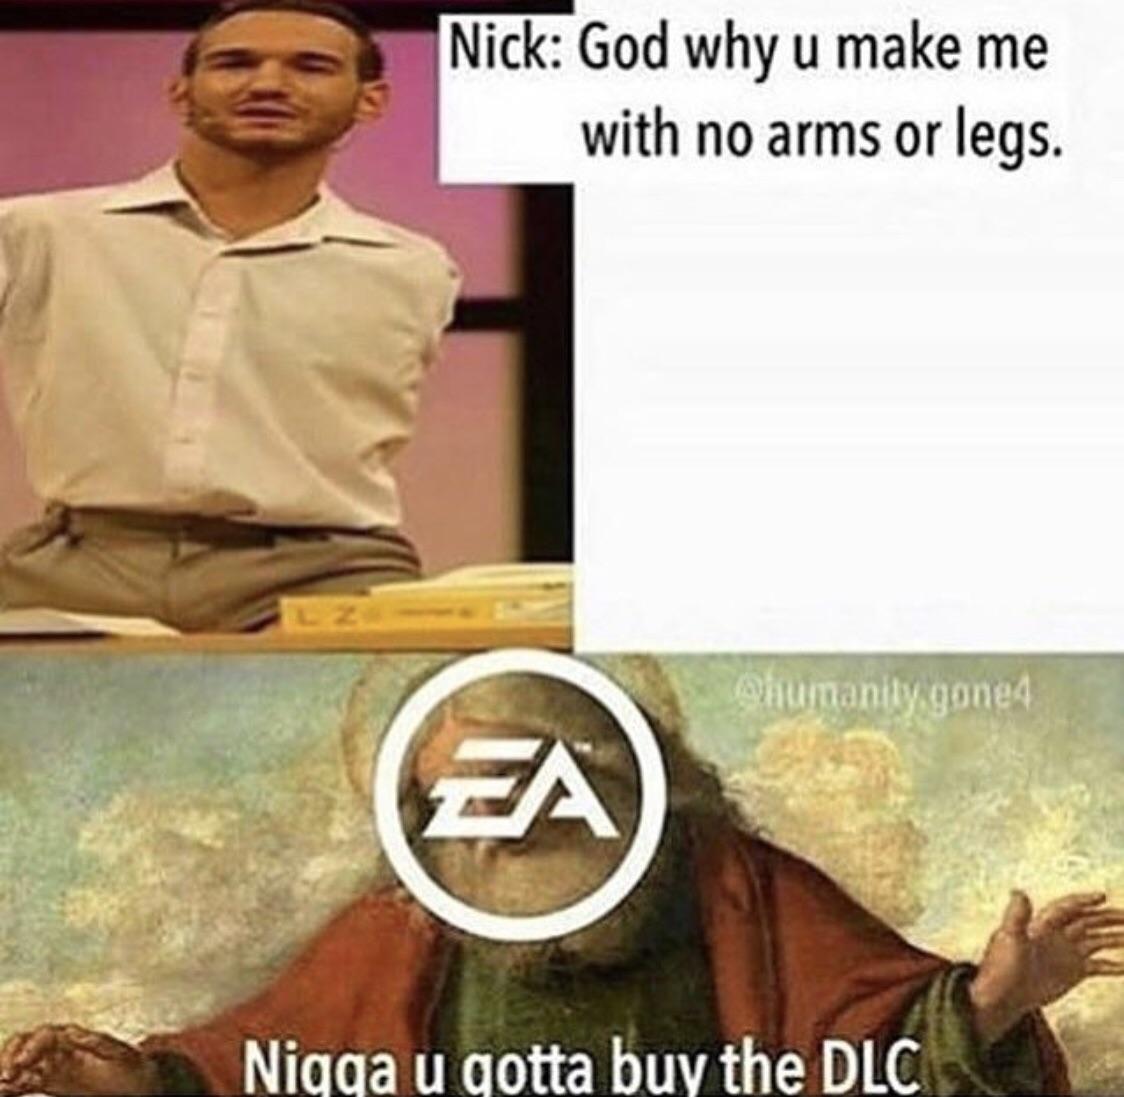 Nick: God why u make me
with no arms or legs.
L Z
@humanity.gone4
EA
Nigga u gotta buy the DLC